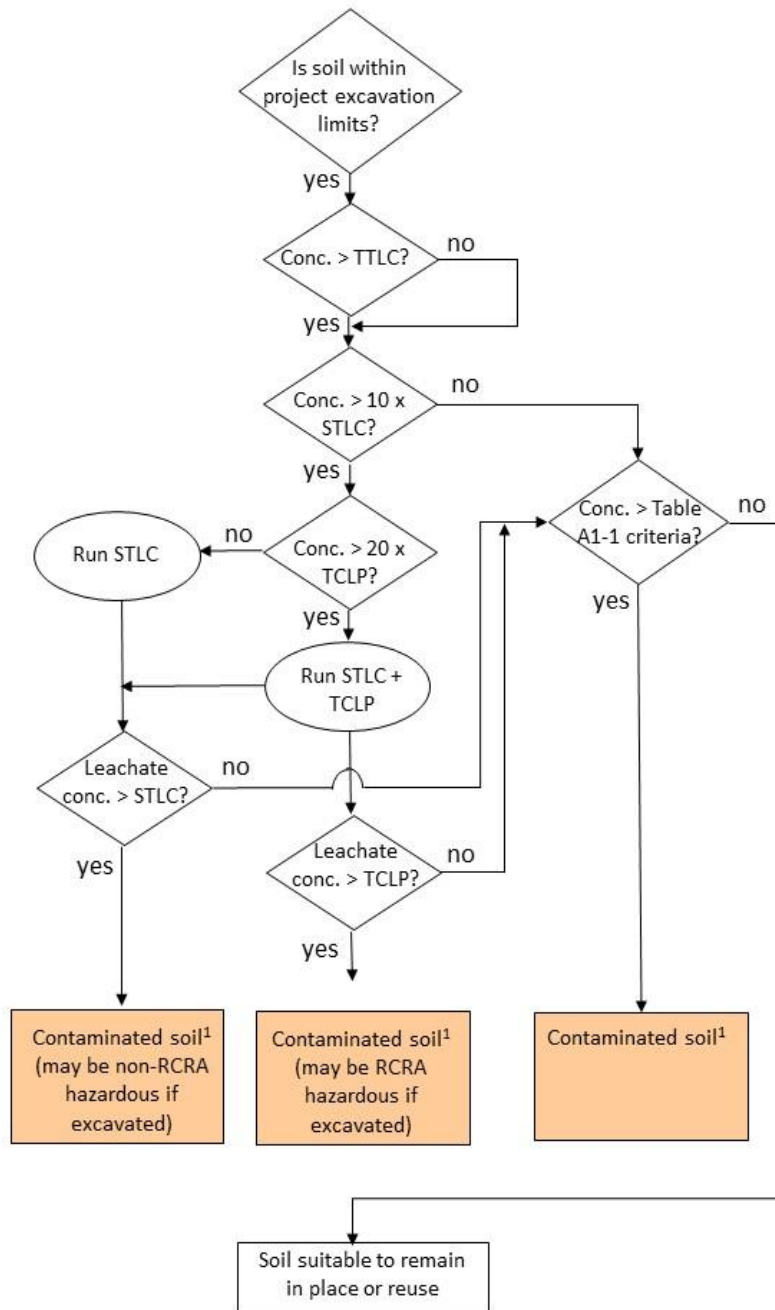 Is soil within
project excavation
limits?
yes
Conc. > TTLC?
no
yes
Conc. > 10 x
STLC?
no
yes
Conc. > Table
A1-1 criteria?
no
yes
Run STLC
no
Conc. > 20 x
TCLP?
yes
Run STLC +
TCLP
Leachate
conc. > STLC?
no
yes
Leachate
conc. > TCLP?
no
yes
Contaminated soil¹
(may be non-RCRA
hazardous if
excavated)
Contaminated soil¹
(may be RCRA
hazardous if
excavated)
Contaminated soil¹
Soil suitable to remain
in place or reuse